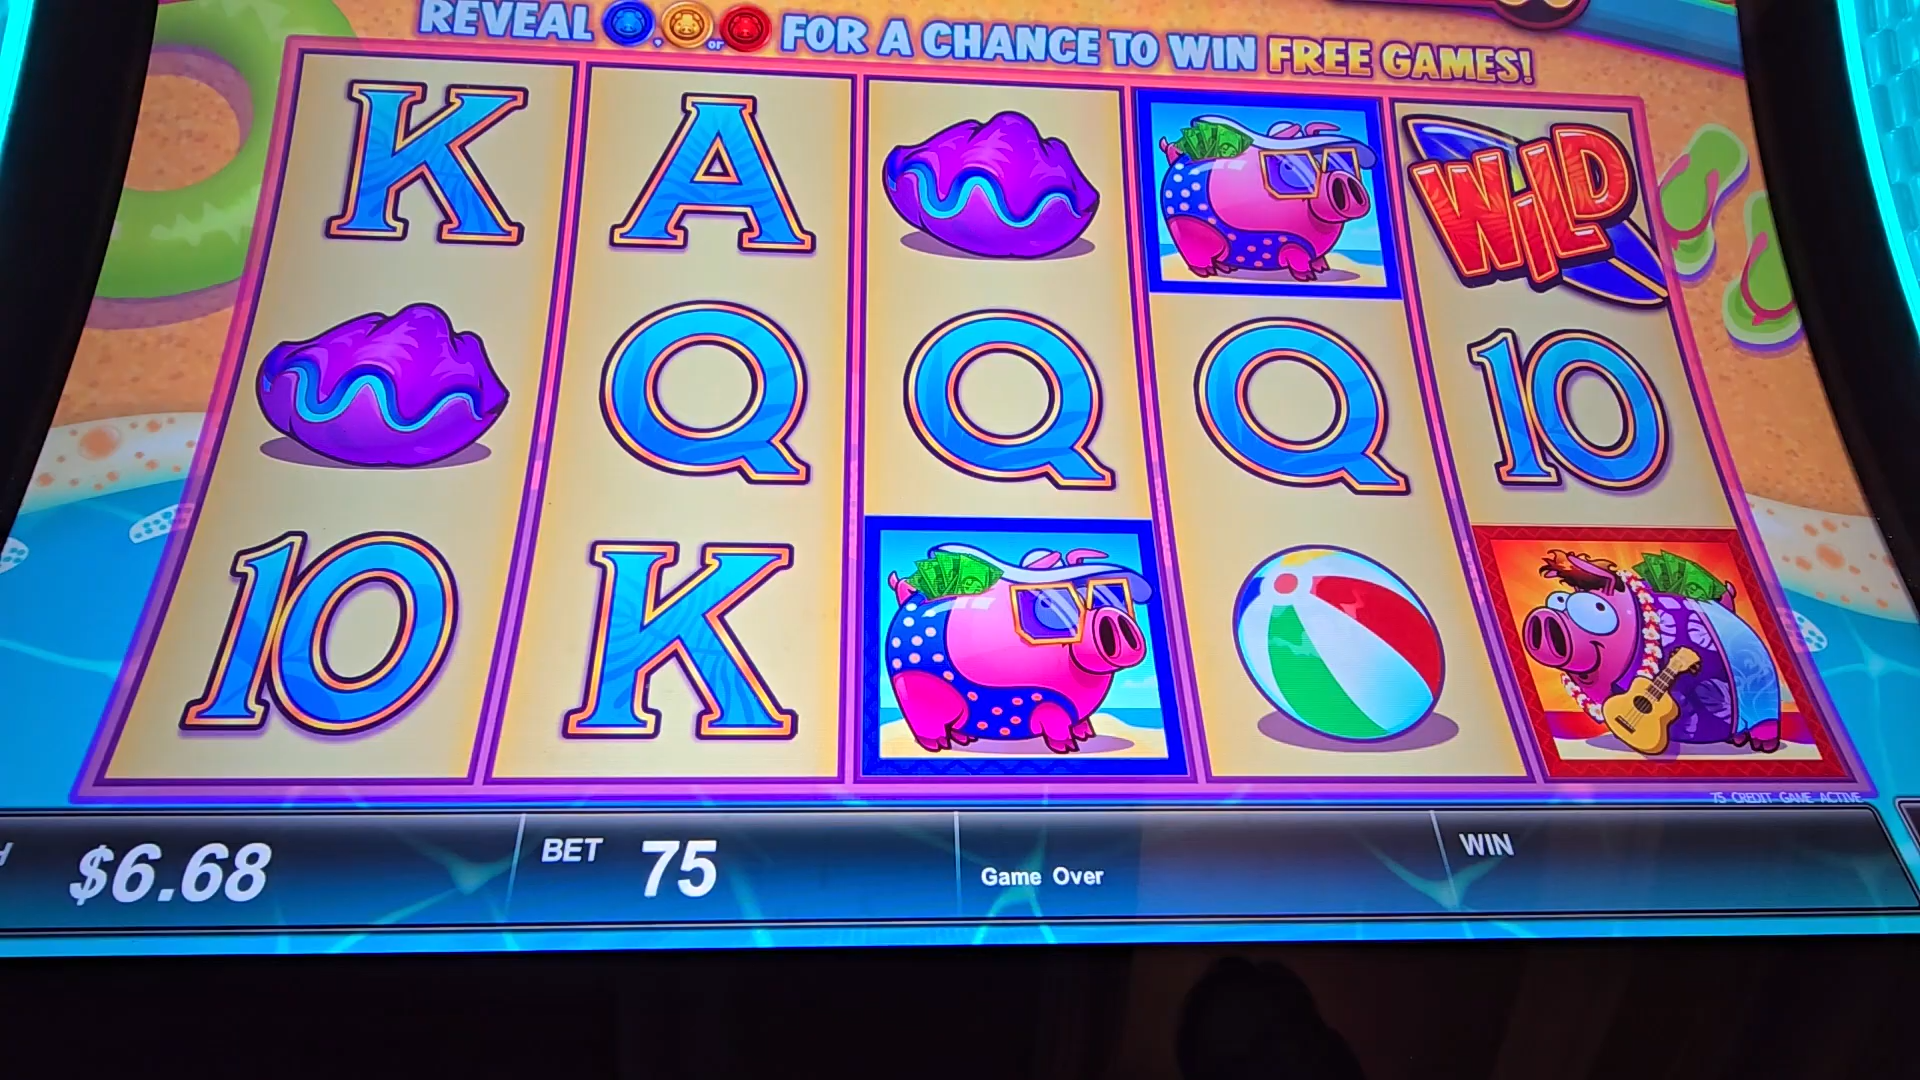 REVEAL , or FOR A CHANCE TO WIN FREE GAMES!
K A WILD
Q Q Q 10
10 K
75 CREDIT GAME ACTIVE
$6.68 BET 75 Game Over WIN